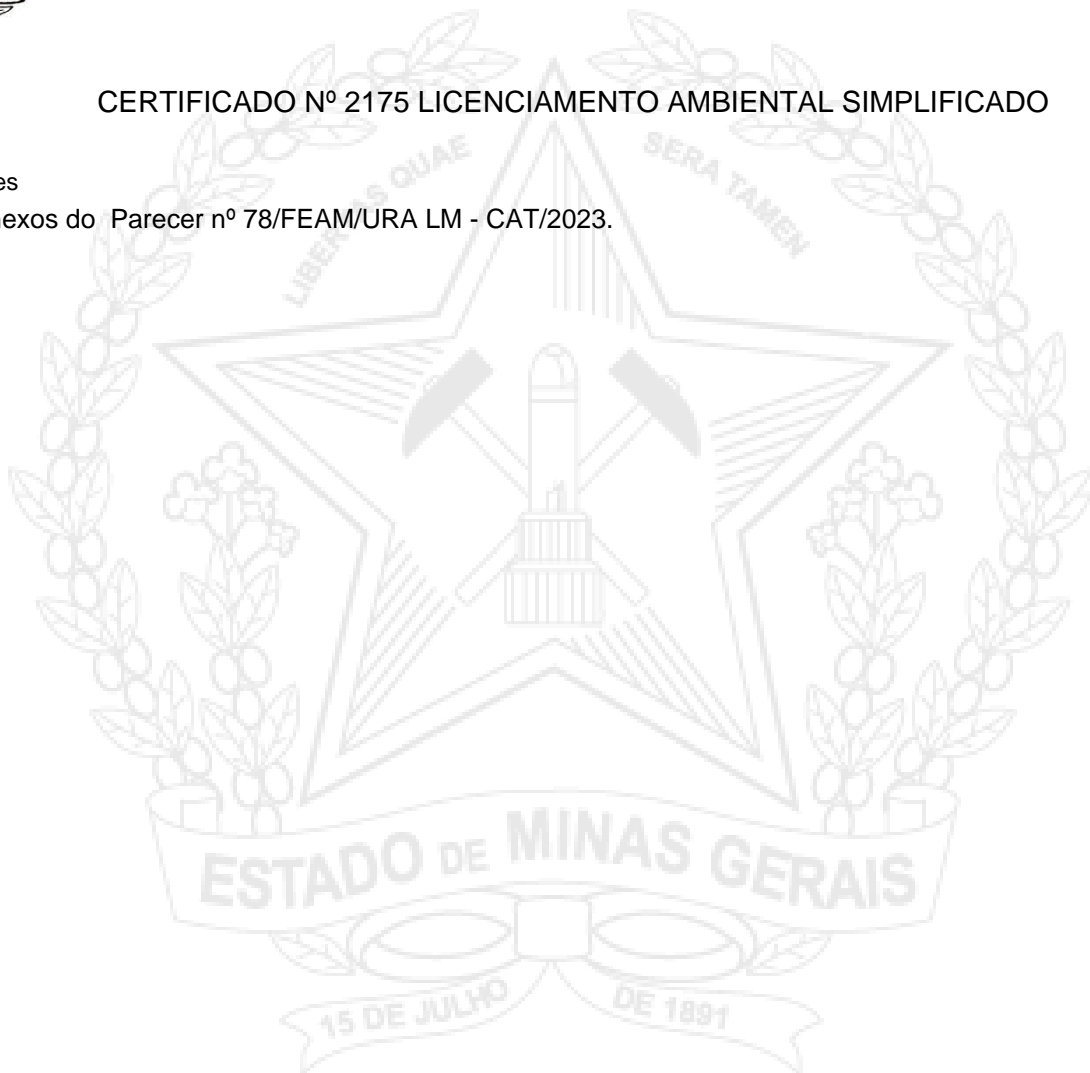 CERTIFICADO Nº 2175 LICENCIAMENTO AMBIENTAL SIMPLIFICADO
LIBERTAS QUAE SERA TAMEN
es
exos do Parecer nº 78/FEAM/URA LM - CAT/2023.
ESTADO DE MINAS GERAIS
15 DE JULHO DE 1891